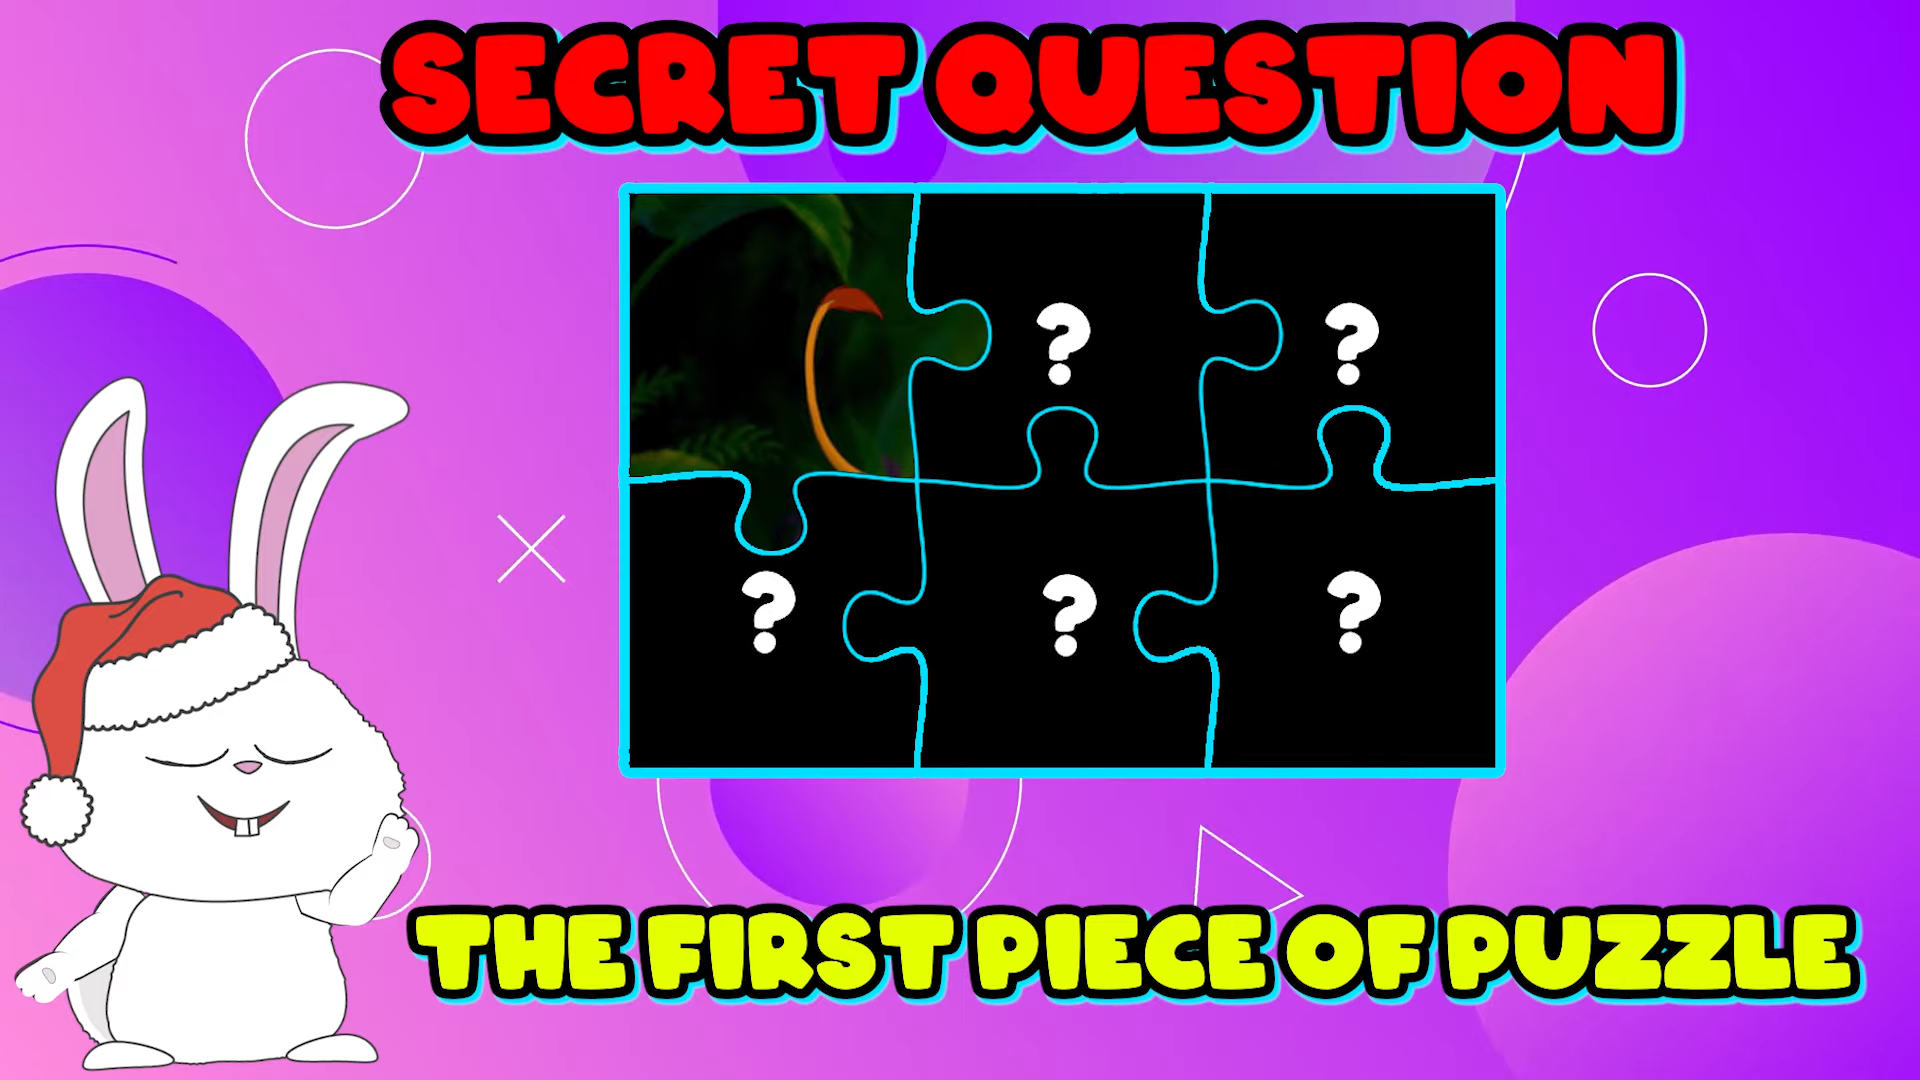 SECRET QUESTION
? ?
? ? ?
THE FIRST PIECE OF PUZZLE